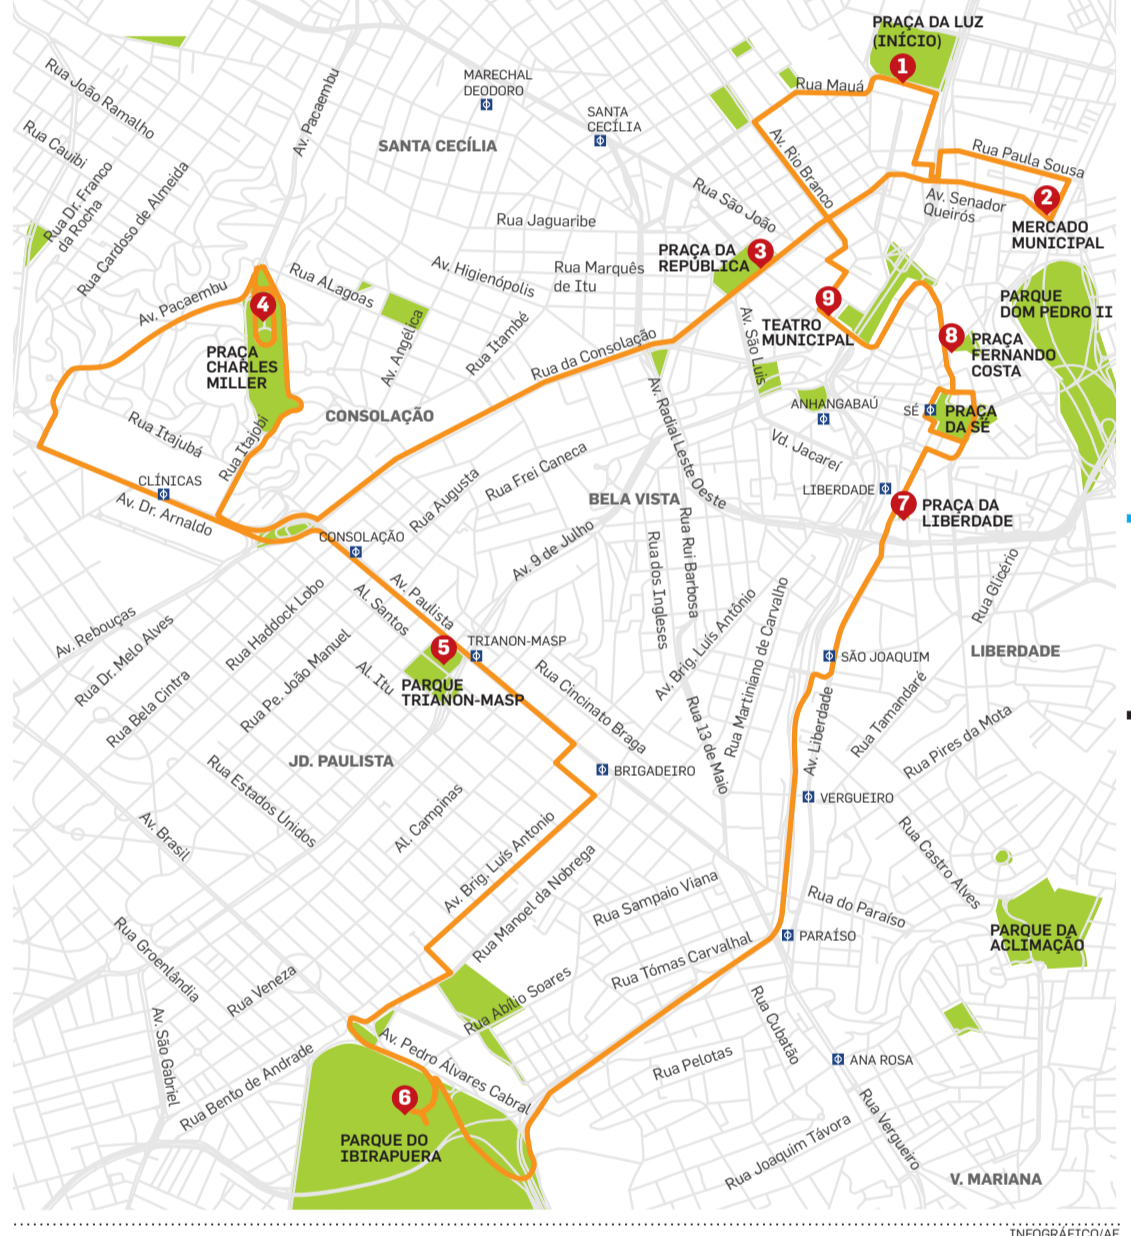 PRAÇA DA LUZ
(INÍCIO)
1
Rua Mauá
MARECHAL
DEODORO
SANTA
CECÍLIA
SANTA CECÍLIA
Rua João Ramalho
Av. Pacaembu
Rua Cauibi
Rua Dr. Franco
da Rocha
Rua Cardoso de Almeida
Av. Rio Branco
Rua Paula Sousa
Av. Senador
Queirós
2
MERCADO
MUNICIPAL
Rua São João
Rua Jaguaribe
PRAÇA DA
REPÚBLICA
3
Av. Higienópolis
Rua Marquês
de Itu
Rua ALagoas
Av. Pacaembu
4
PRAÇA
CHARLES
MILLER
Av. Angélica
Rua Itambé
Rua da Consolação
Av. São Luis
9
TEATRO
MUNICIPAL
PARQUE
DOM PEDRO II
8
PRAÇA
FERNANDO
COSTA
ANHANGABAÚ
SÉ
PRAÇA
DA SÉ
CONSOLAÇÃO
Rua Itajubá
Rua Itajobi
Av. Radial Leste Oeste
Vd. Jacareí
Rua Frei Caneca
Rua Augusta
BELA VISTA
CLÍNICAS
Av. Dr. Arnaldo
LIBERDADE
7
PRAÇA DA
LIBERDADE
CONSOLAÇÃO
Av. 9 de Julho
Rua dos Ingleses
Rua Rui Barbosa
Av. Paulista
Al. Santos
Rua Haddock Lobo
Av. Rebouças
Rua Dr. Melo Alves
Rua Bela Cintra
Rua Pe. João Manuel
Al. Itu
5
PARQUE
TRIANON-MASP
TRIANON-MASP
Rua Cincinato Braga
Av. Brig. Luís Antônio
Rua Martiniano de Carvalho
Rua 13 de Maio
Rua Glicério
LIBERDADE
SÃO JOAQUIM
Av. Liberdade
Rua Tamandaré
Rua Pires da Mota
JD. PAULISTA
Rua Estados Unidos
BRIGADEIRO
VERGUEIRO
Al. Campinas
Av. Brasil
Av. Brig. Luís Antonio
Rua Manoel da Nobrega
Rua Sampaio Viana
Rua do Paraíso
Rua Castro Alves
PARQUE DA
ACLIMAÇÃO
PARAÍSO
Rua Tómas Carvalhal
Rua Groenlândia
Rua Veneza
Rua Abílio Soares
Av. São Gabriel
Rua Bento de Andrade
Av. Pedro Álvares Cabral
Rua Cubatão
Rua Pelotas
ANA ROSA
Rua Vergueiro
6
PARQUE DO
IBIRAPUERA
Rua Joaquim Távora
V. MARIANA
INFOGRÁFICO/AE